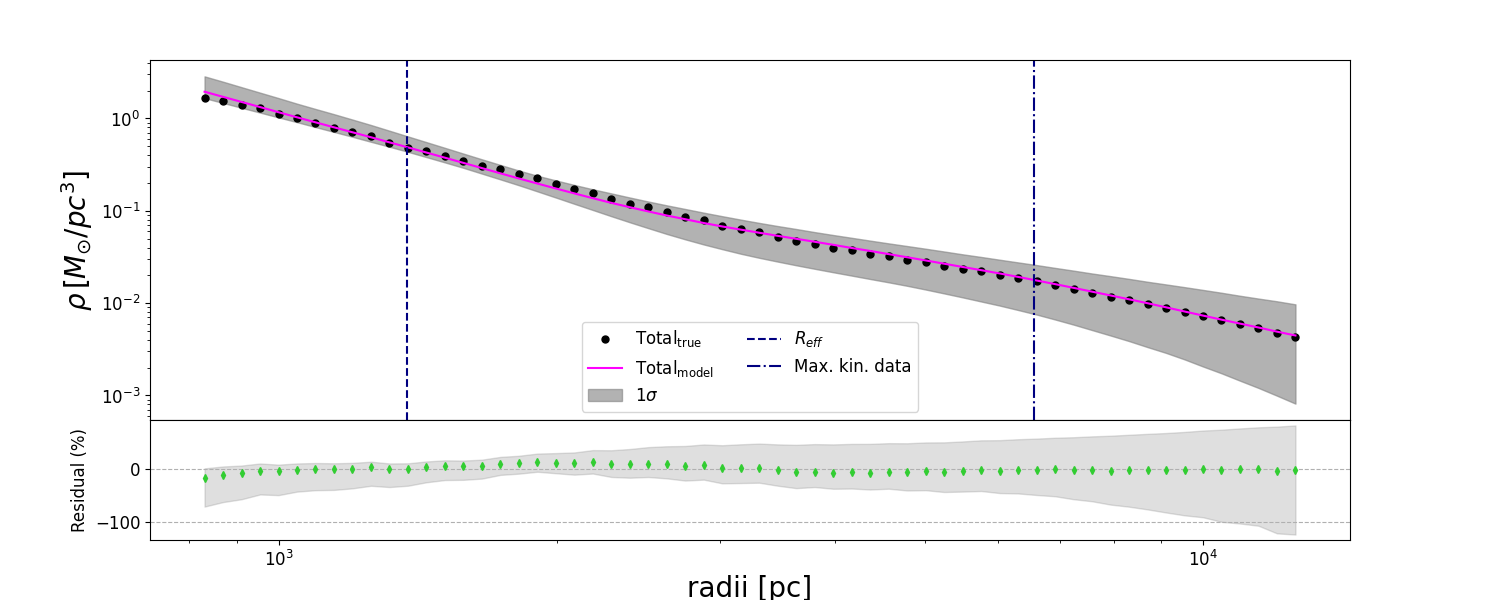 ρ [M⊙/pc³]
10⁰
10⁻¹
10⁻²
10⁻³
Total_true
Total_model
1σ
R_eff
Max. kin. data
Residual (%)
0
−100
10³
10⁴
radii [pc]